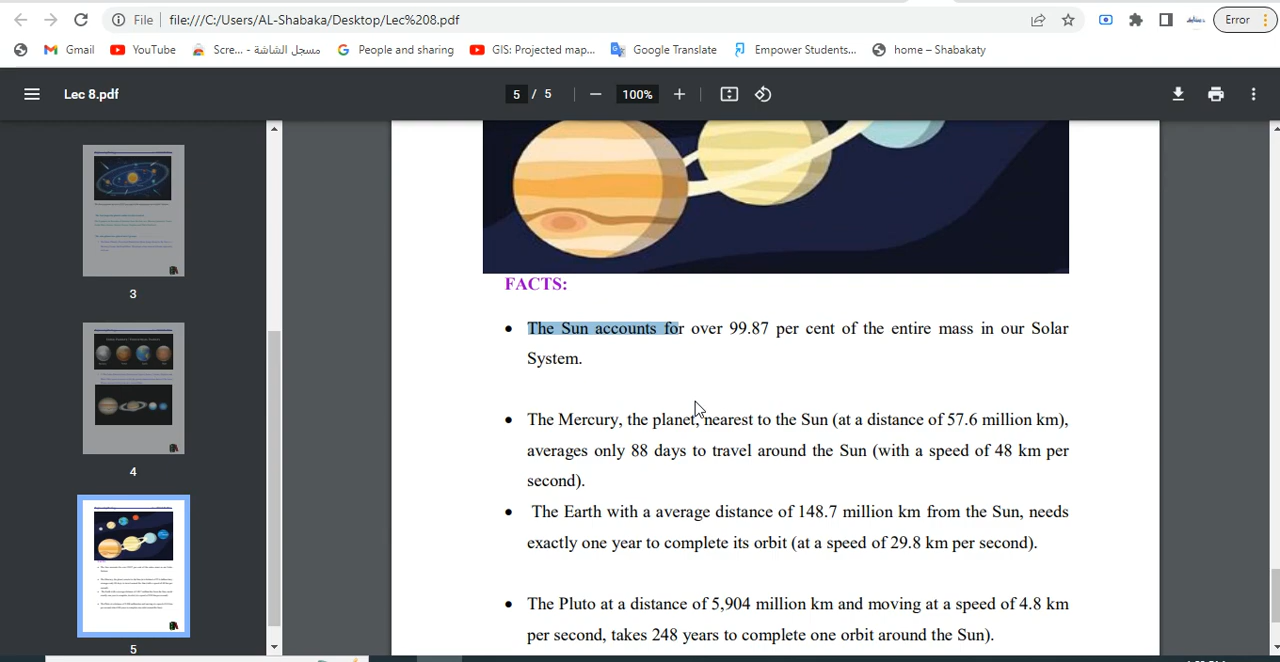 File file:///C:/Users/AL-Shabaka/Desktop/Lec%208.pdf Error
Gmail YouTube Scre... - مسجل الشاشة People and sharing GIS: Projected map... Google Translate Empower Students... home – Shabakaty
Lec 8.pdf 5 / 5 100%
3
4
5
FACTS:
• The Sun accounts for over 99.87 per cent of the entire mass in our Solar
System.
• The Mercury, the planet, nearest to the Sun (at a distance of 57.6 million km),
averages only 88 days to travel around the Sun (with a speed of 48 km per
second).
• The Earth with a average distance of 148.7 million km from the Sun, needs
exactly one year to complete its orbit (at a speed of 29.8 km per second).
• The Pluto at a distance of 5,904 million km and moving at a speed of 4.8 km
per second, takes 248 years to complete one orbit around the Sun).